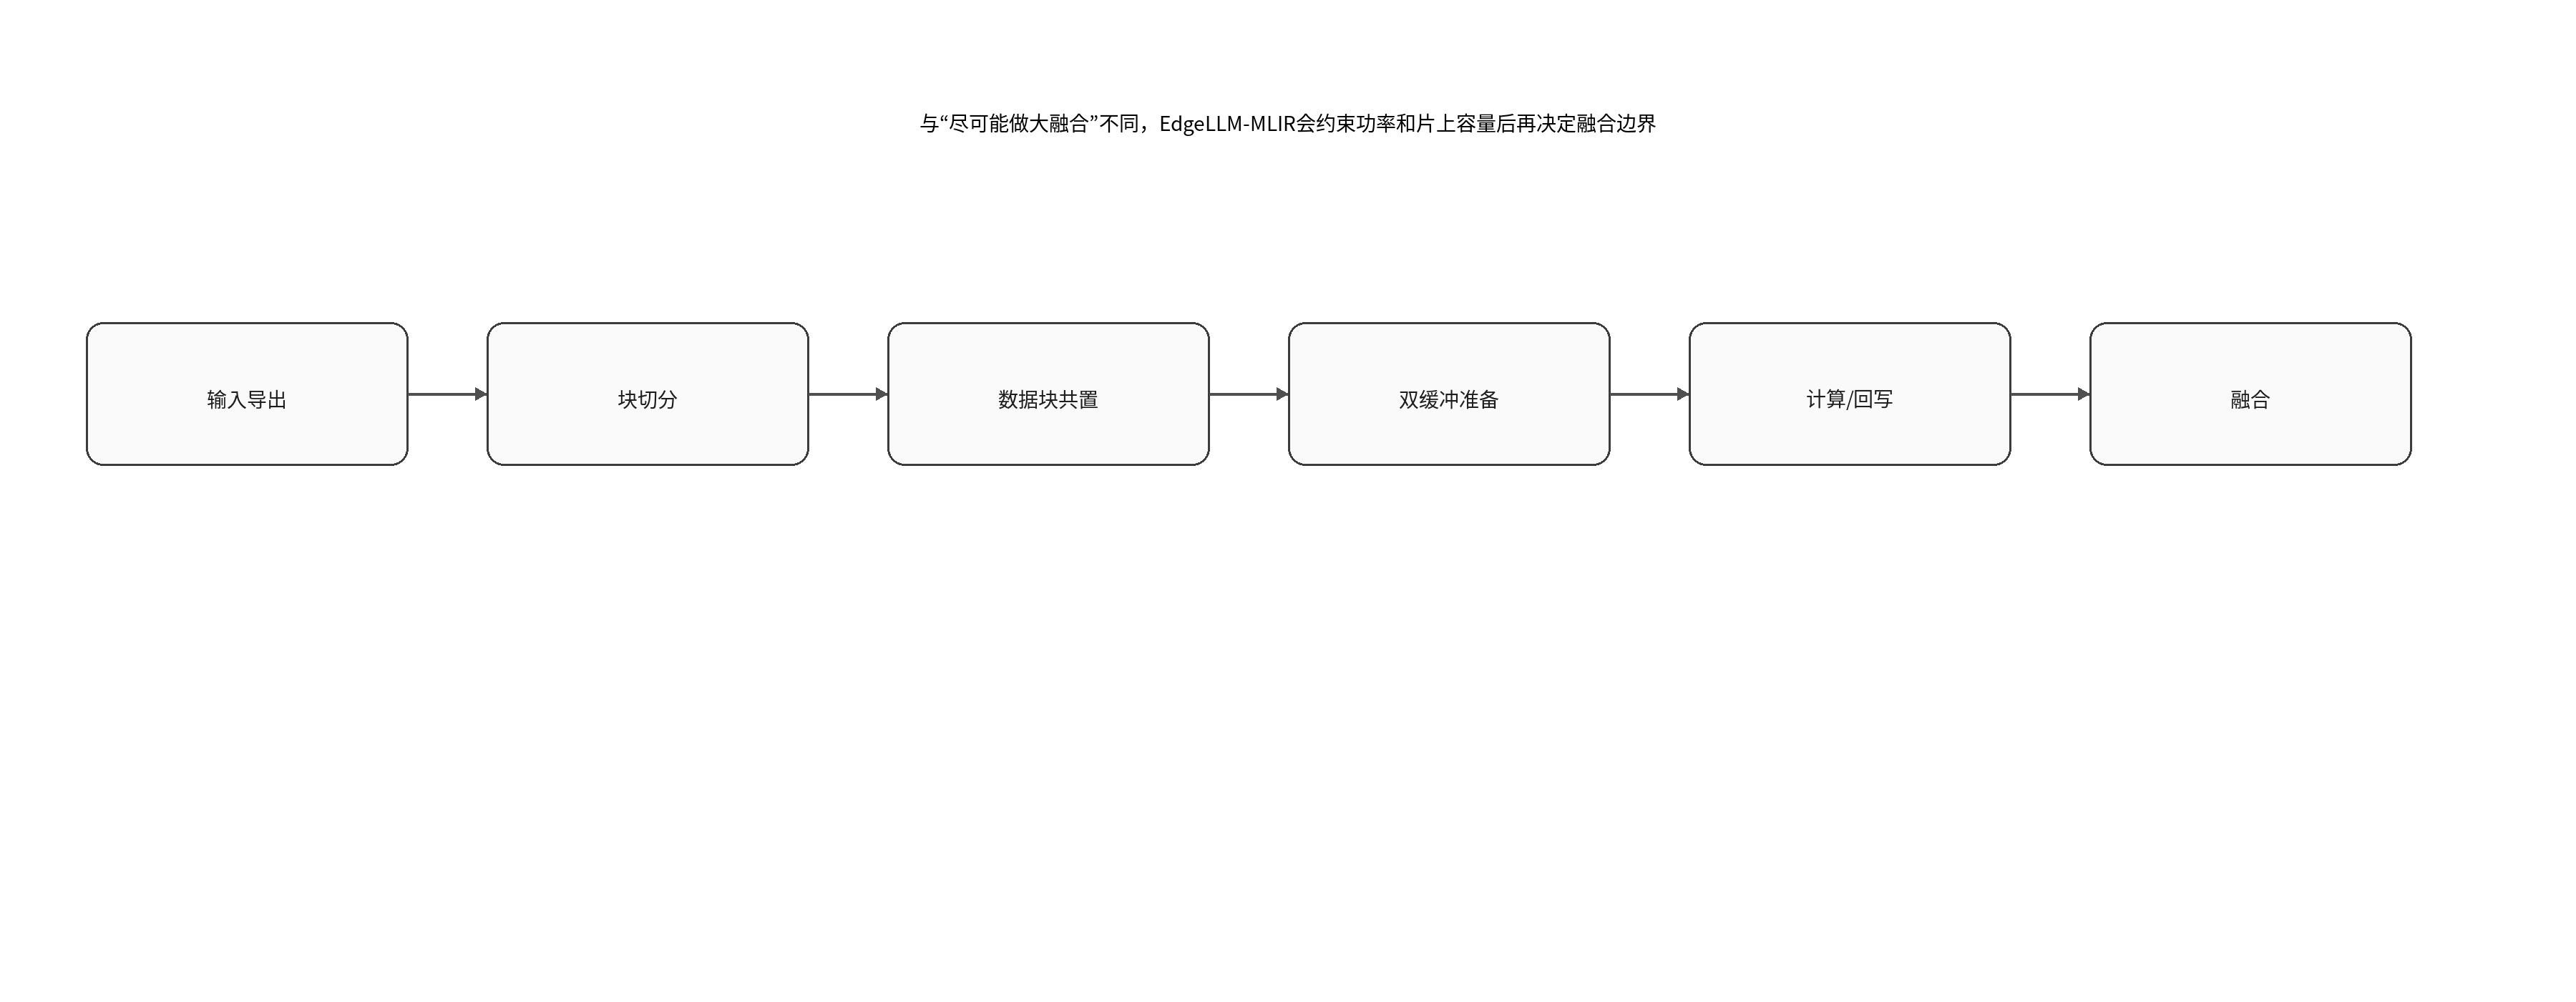 与“尽可能做大融合”不同，EdgeLLM-MLIR会约束功率和片上容量后再决定融合边界
输入导出
块切分
数据块共置
双缓冲准备
计算/回写
融合